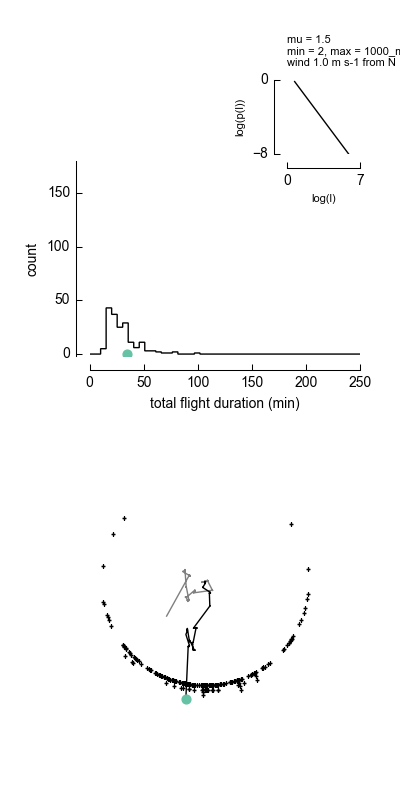 mu = 1.5
min = 2, max = 1000_m
wind 1.0 m s-1 from N
0
log(p(l))
−8
0
7
log(l)
150
100
50
0
count
0
50
100
150
200
250
total flight duration (min)